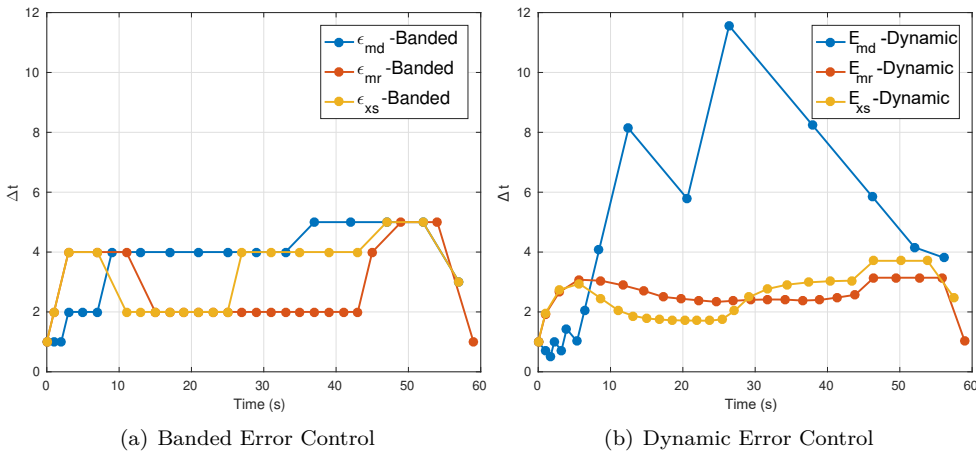 12
10
8
6
4
2
0
Δt
0 10 20 30 40 50 60
Time (s)
ϵmd-Banded
ϵmr-Banded
ϵxs-Banded
(a) Banded Error Control
12
10
8
6
4
2
0
Δt
0 10 20 30 40 50 60
Time (s)
Emd-Dynamic
Emr-Dynamic
Exs-Dynamic
(b) Dynamic Error Control